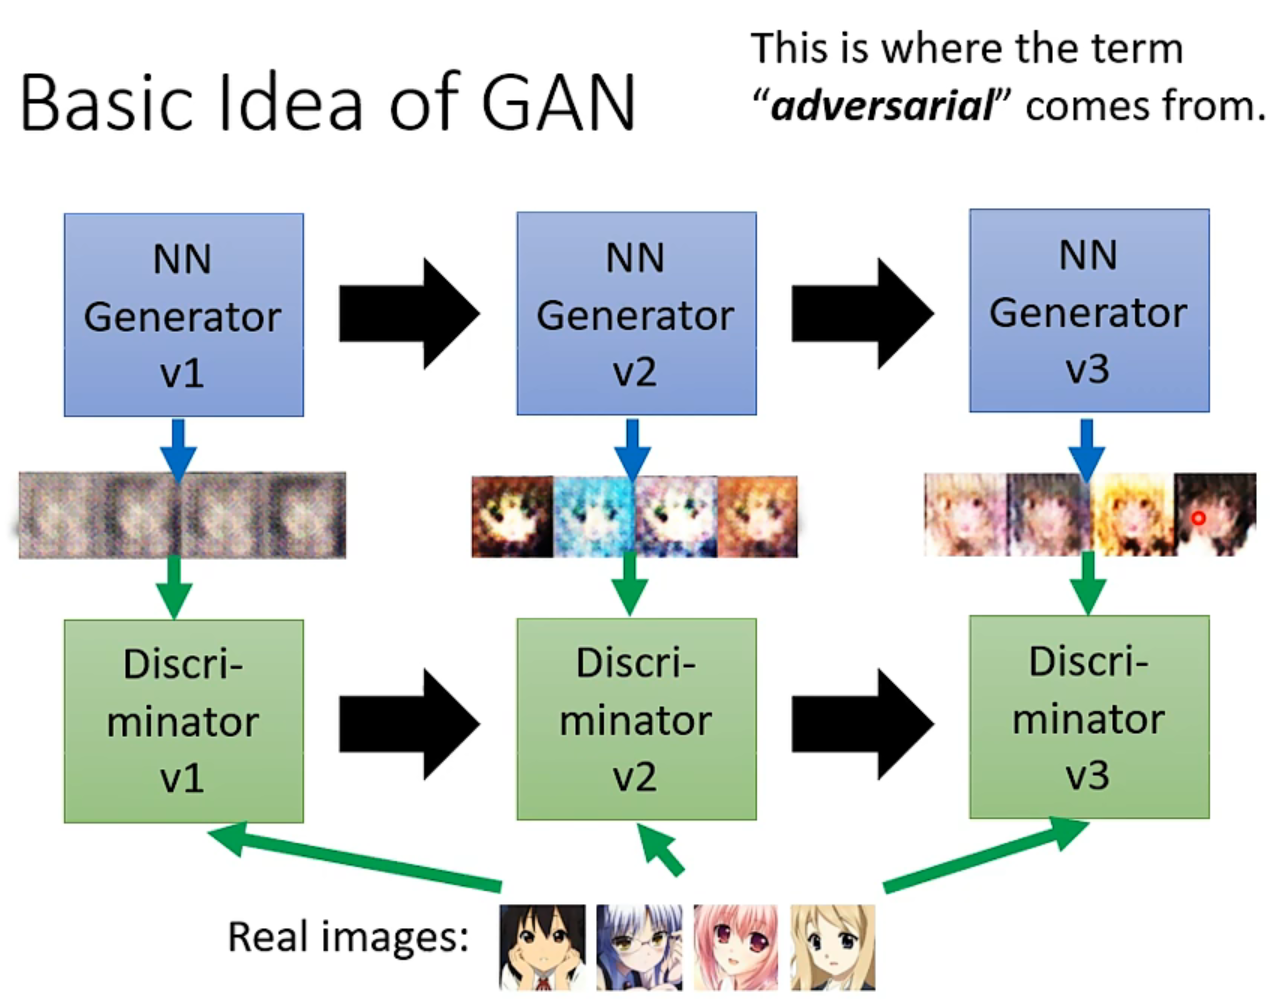 Basic Idea of GAN
This is where the term
“adversarial” comes from.
NN
Generator
v1
NN
Generator
v2
NN
Generator
v3
Discri-
minator
v1
Discri-
minator
v2
Discri-
minator
v3
Real images: